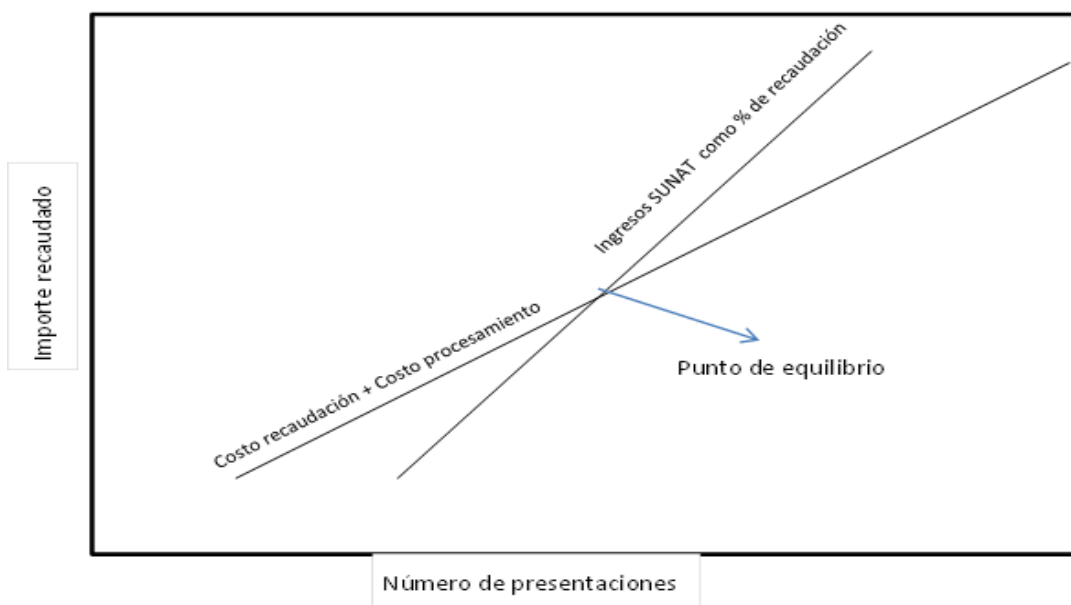 Ingresos SUNAT como % de recaudación
Importe recaudado
Costo recaudación + Costo procesamiento
Punto de equilibrio
Número de presentaciones